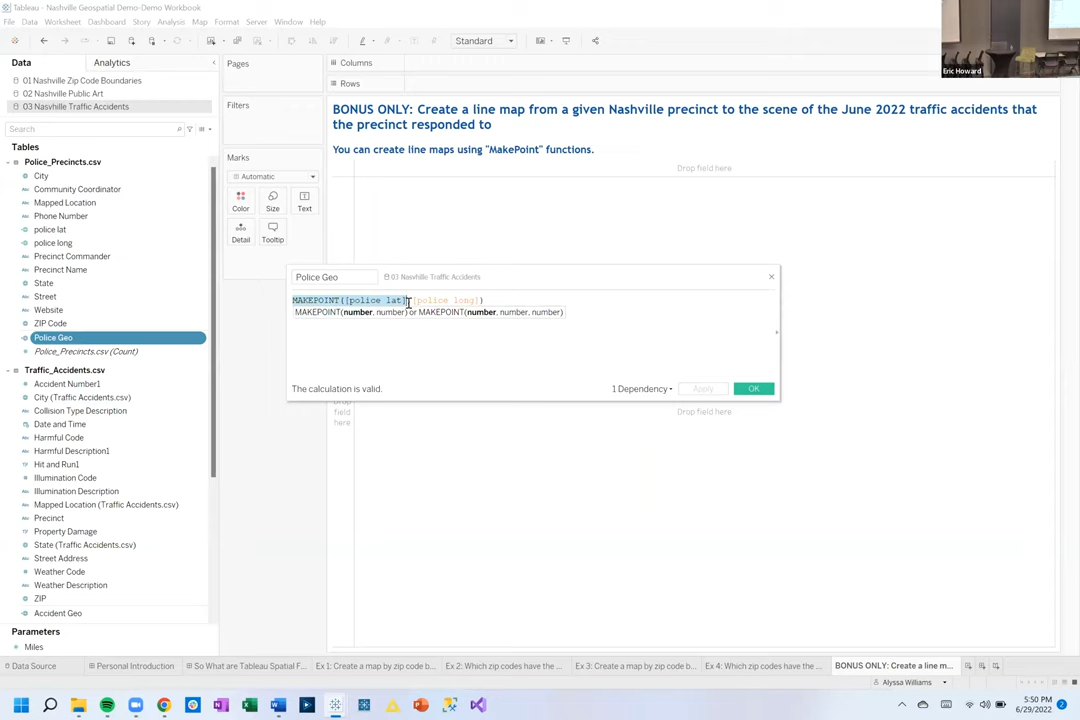 Tableau - Nashville Geospatial Demo-Demo Workbook
File Data Worksheet Dashboard Story Analysis Map Format Server Window Help
Standard
Eric Howard
Data Analytics
01 Nashville Zip Code Boundaries
02 Nashville Public Art
03 Nashville Traffic Accidents
Search
Tables
Police_Precincts.csv
City
Community Coordinator
Mapped Location
Phone Number
police lat
police long
Precinct Commander
Precinct Name
State
Street
Website
ZIP Code
Police Geo
Police_Precincts.csv (Count)
Traffic_Accidents.csv
Accident Number1
City (Traffic Accidents.csv)
Collision Type Description
Date and Time
Harmful Code
Harmful Description1
Hit and Run1
Illumination Code
Illumination Description
Mapped Location (Traffic Accidents.csv)
Precinct
Property Damage
State (Traffic Accidents.csv)
Street Address
Weather Code
Weather Description
ZIP
Accident Geo
Parameters
Miles
Pages
Filters
Marks
Automatic
Color Size Text
Detail Tooltip
Columns
Rows
BONUS ONLY: Create a line map from a given Nashville precinct to the scene of the June 2022 traffic accidents that
the precinct responded to
You can create line maps using "MakePoint" functions.
Drop field here
Police Geo 03 Nashville Traffic Accidents
MAKEPOINT([police lat],[police long])
MAKEPOINT(number, number) or MAKEPOINT(number, number, number)
The calculation is valid. 1 Dependency Apply OK
Drop
field
here
Drop field here
Data Source Personal Introduction So What are Tableau Spatial F... Ex 1: Create a map by zip code b... Ex 2: Which zip codes have the ... Ex 3: Create a map by zip code b... Ex 4: Which zip codes have the ... BONUS ONLY: Create a line m...
Alyssa Williams
5:50 PM
6/29/2022
2